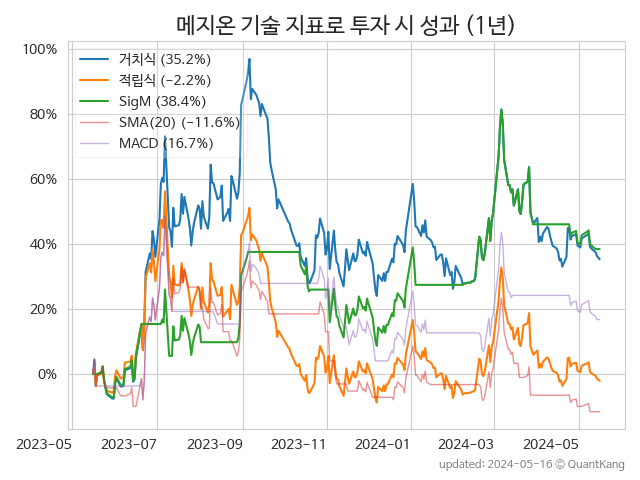 메지온 기술 지표로 투자 시 성과 (1년)
100%
80%
60%
40%
20%
0%
거치식 (35.2%)
적립식 (-2.2%)
SigM (38.4%)
SMA(20) (-11.6%)
MACD (16.7%)
2023-05 2023-07 2023-09 2023-11 2024-01 2024-03 2024-05
updated: 2024-05-16 © QuantKang